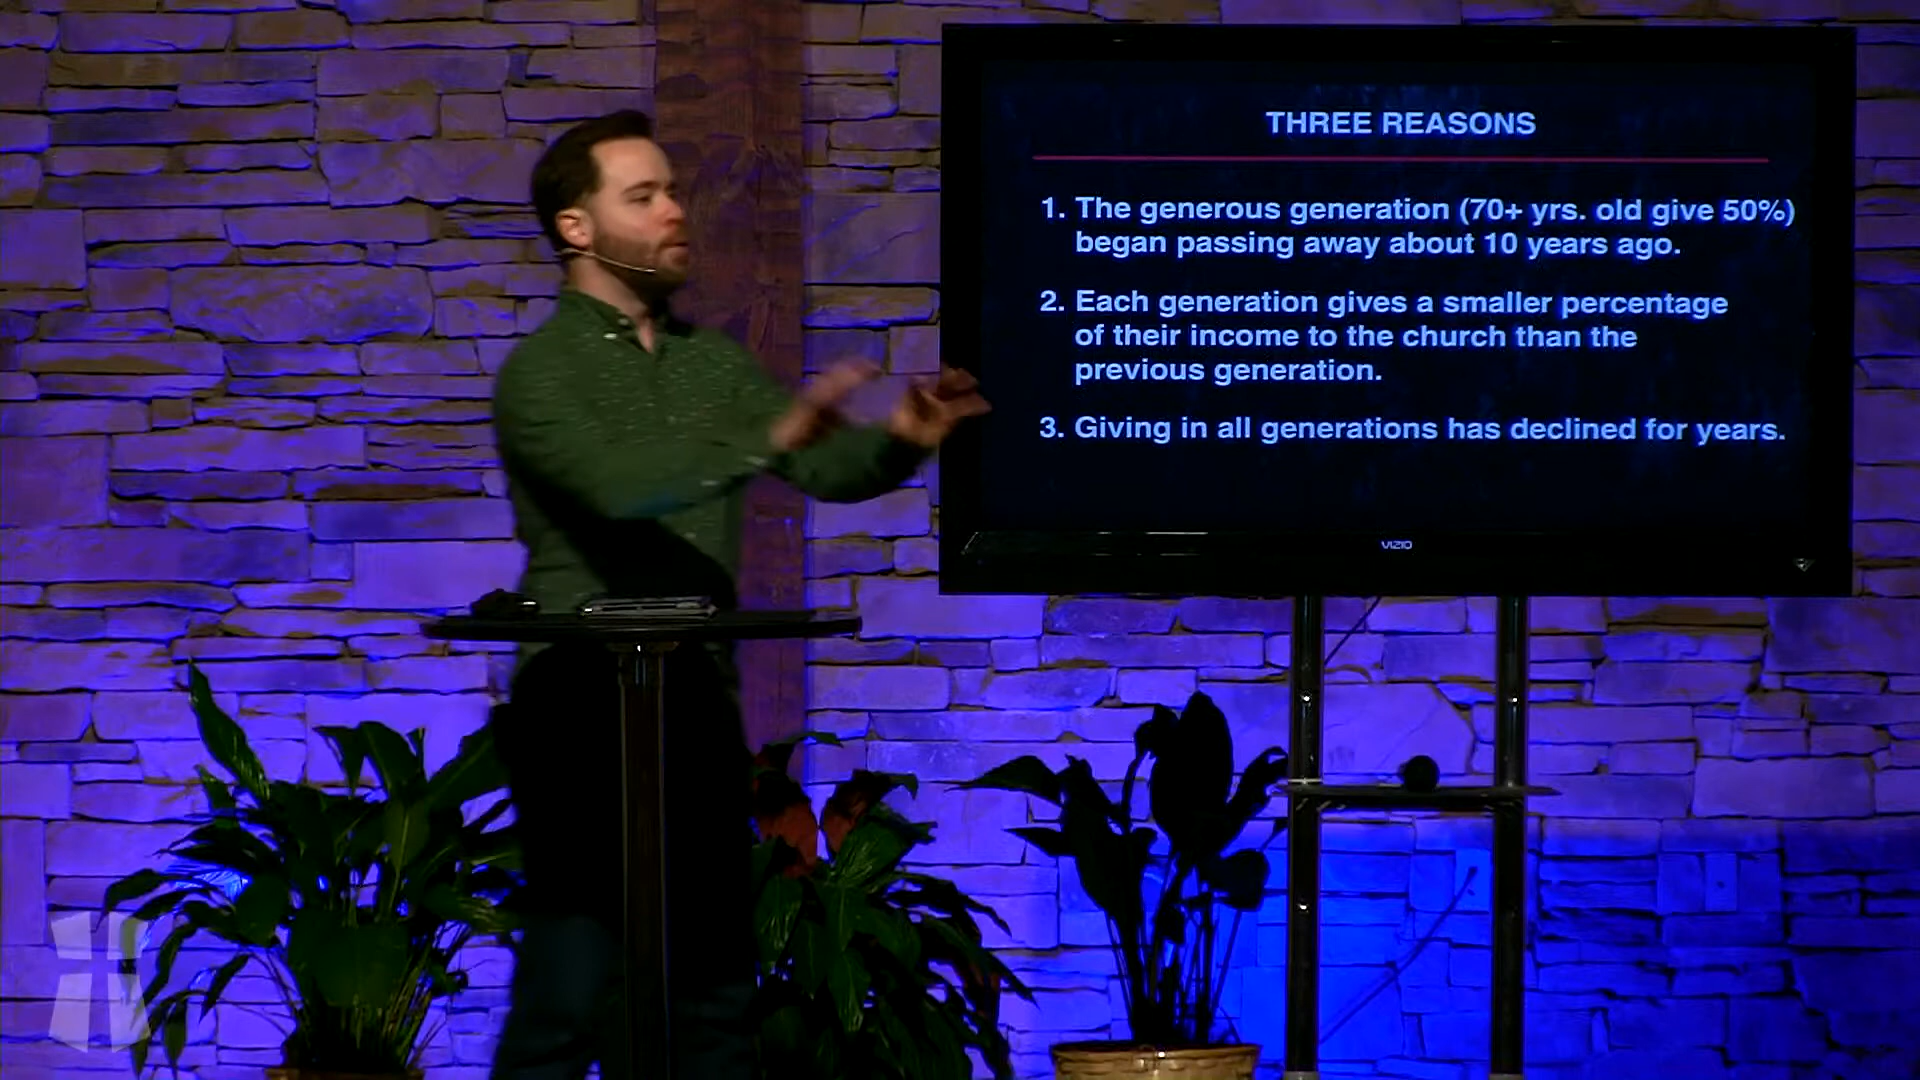 THREE REASONS
1. The generous generation (70+ yrs. old give 50%)
began passing away about 10 years ago.
2. Each generation gives a smaller percentage
of their income to the church than the
previous generation.
3. Giving in all generations has declined for years.
VIZIO